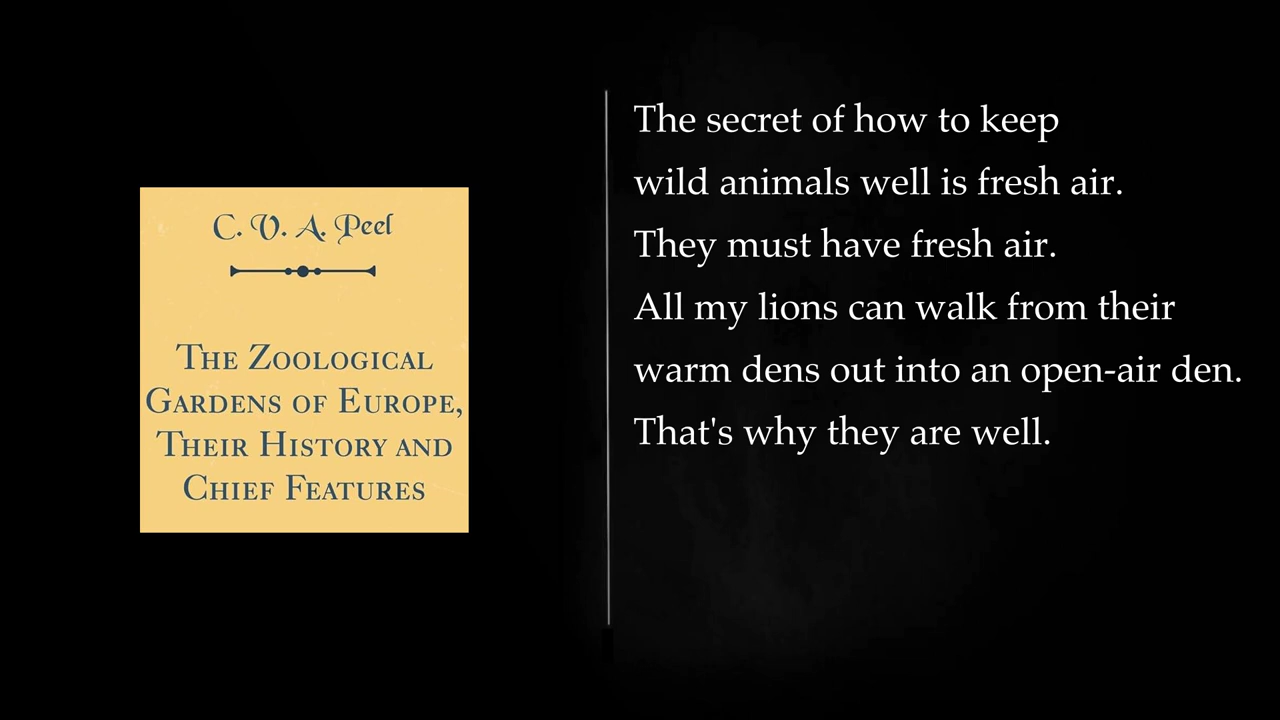 C. V. A. Peel
The Zoological
Gardens of Europe,
Their History and
Chief Features
The secret of how to keep
wild animals well is fresh air.
They must have fresh air.
All my lions can walk from their
warm dens out into an open-air den.
That's why they are well.